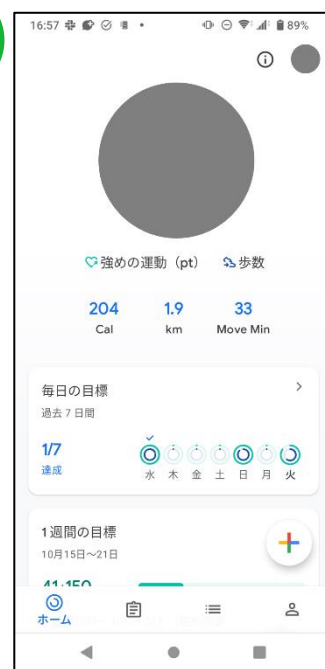 16:57 89%
強めの運動（pt） 歩数
204 1.9 33
Cal km Move Min
毎日の目標
過去 7 日間
1/7
達成
水 木 金 土 日 月 火
1週間の目標
10月15日～21日
41:150
ホーム